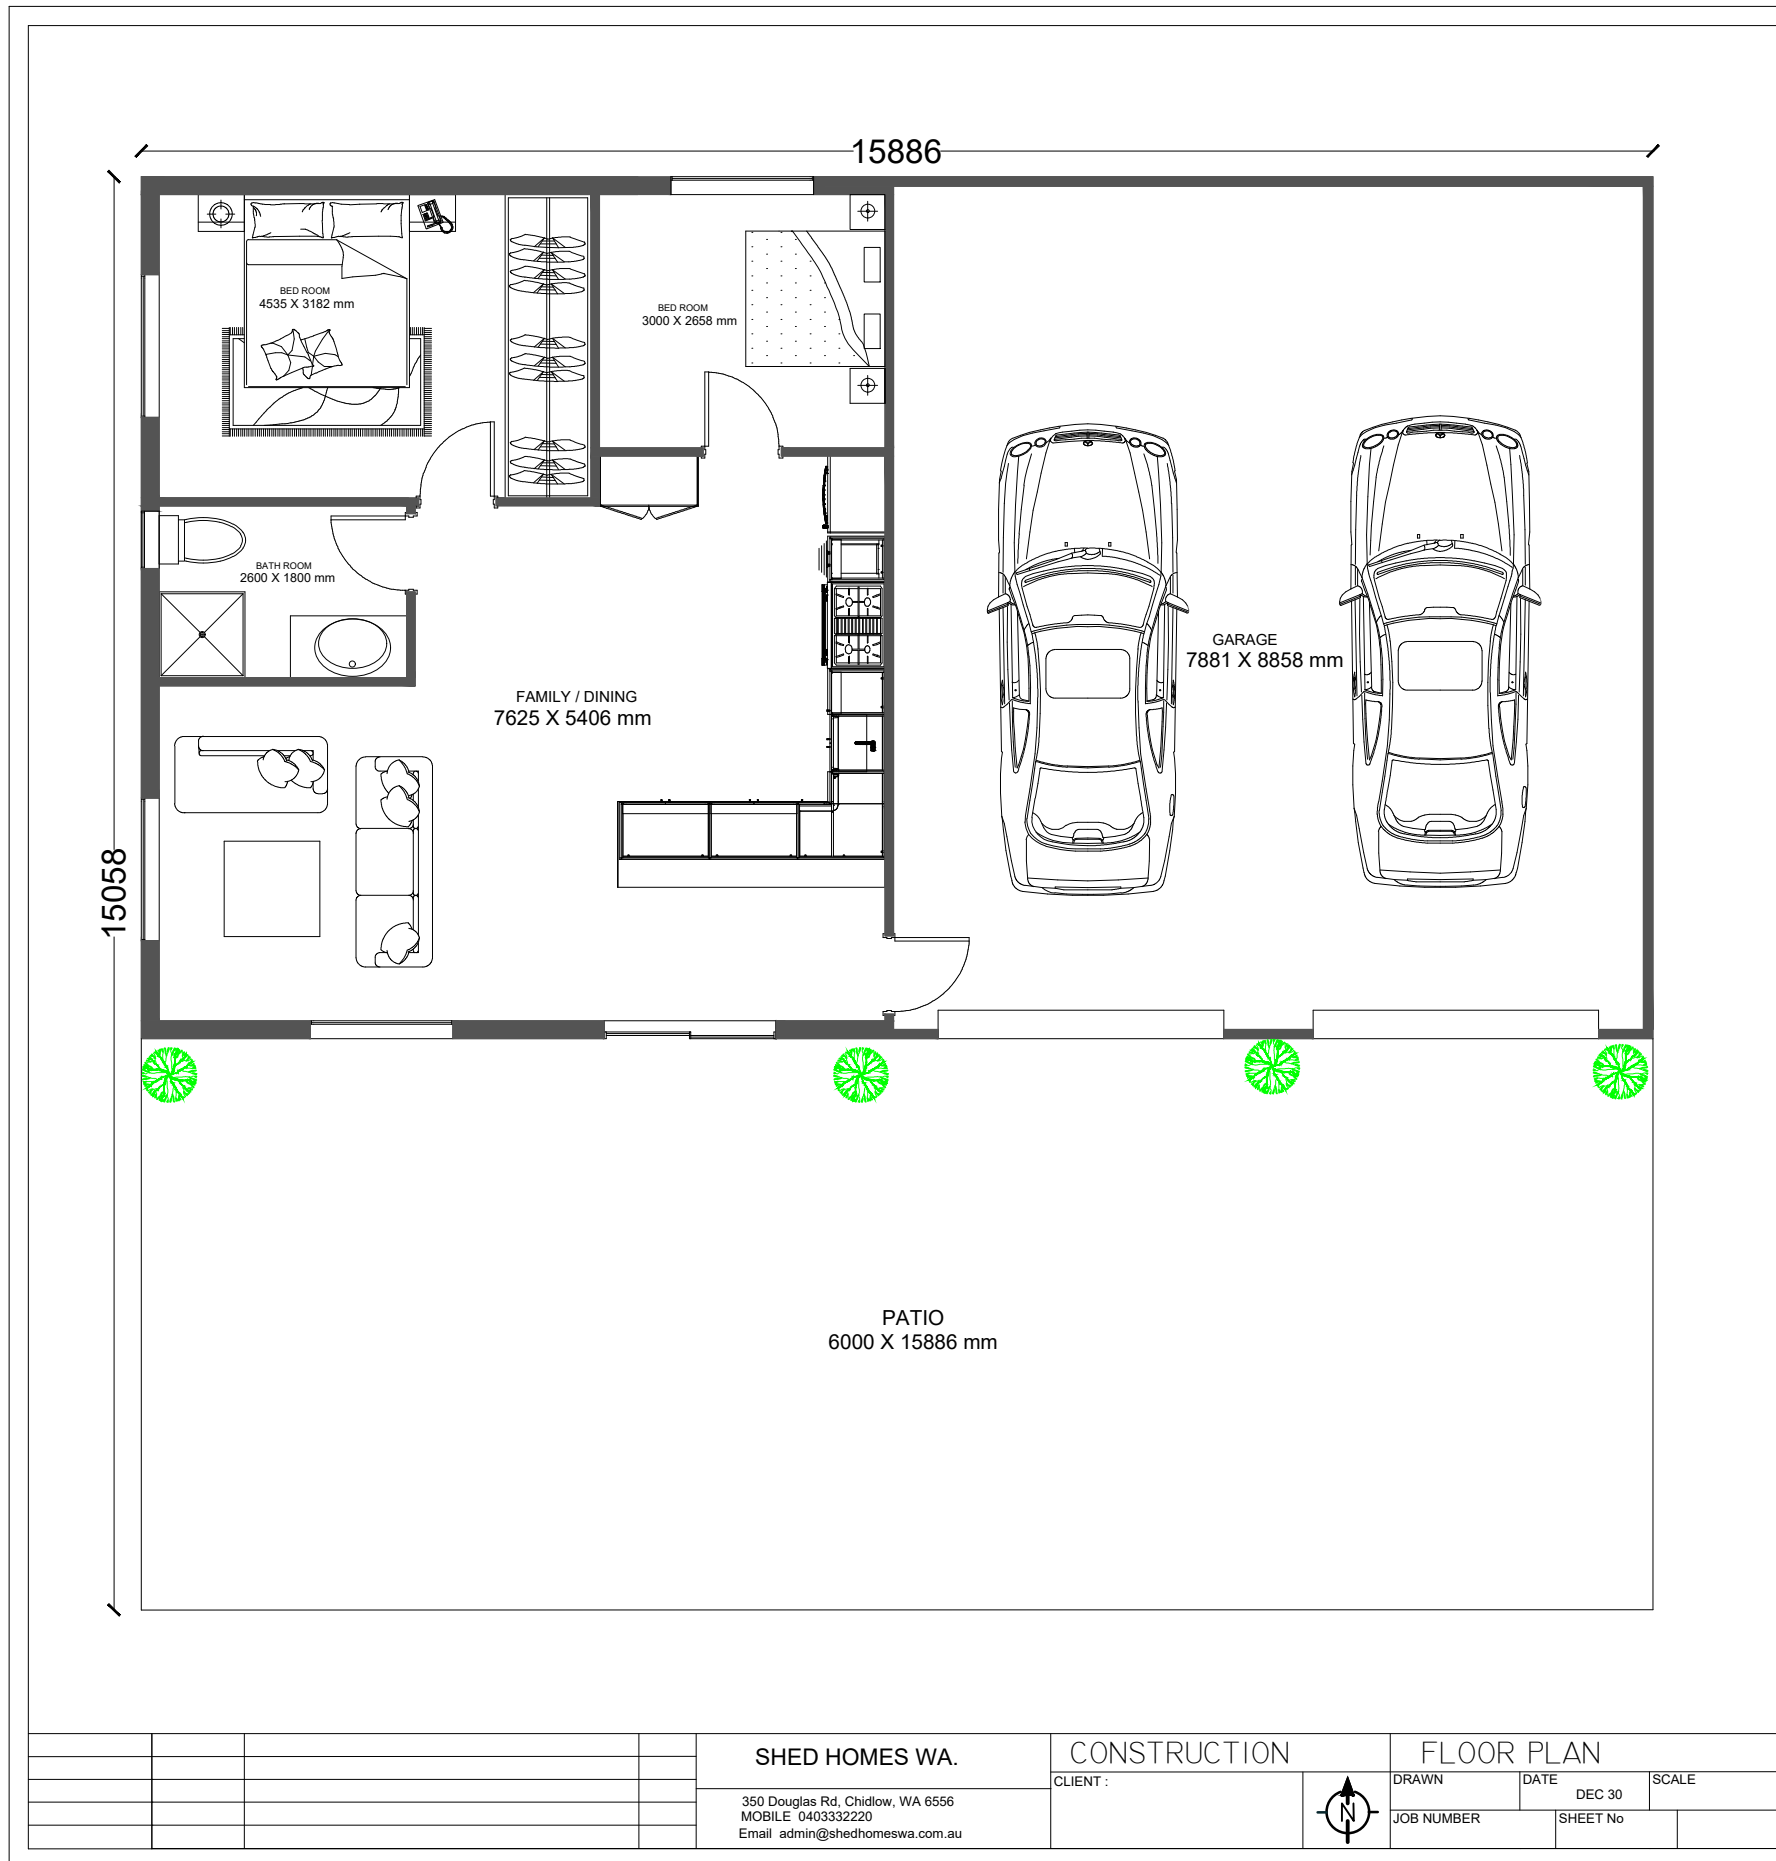 15886
BED ROOM
4535 X 3182 mm
BED ROOM
3000 X 2658 mm
BATH ROOM
2600 X 1800 mm
GARAGE
7881 X 8858 mm
FAMILY / DINING
7625 X 5406 mm
15058
PATIO
6000 X 15886 mm
SHED HOMES WA.
350 Douglas Rd, Chidlow, WA 6556
MOBILE 0403332220
Email admin@shedhomeswa.com.au
CONSTRUCTION
CLIENT :
N
FLOOR PLAN
DRAWN
DATE
DEC 30
SCALE
JOB NUMBER
SHEET No